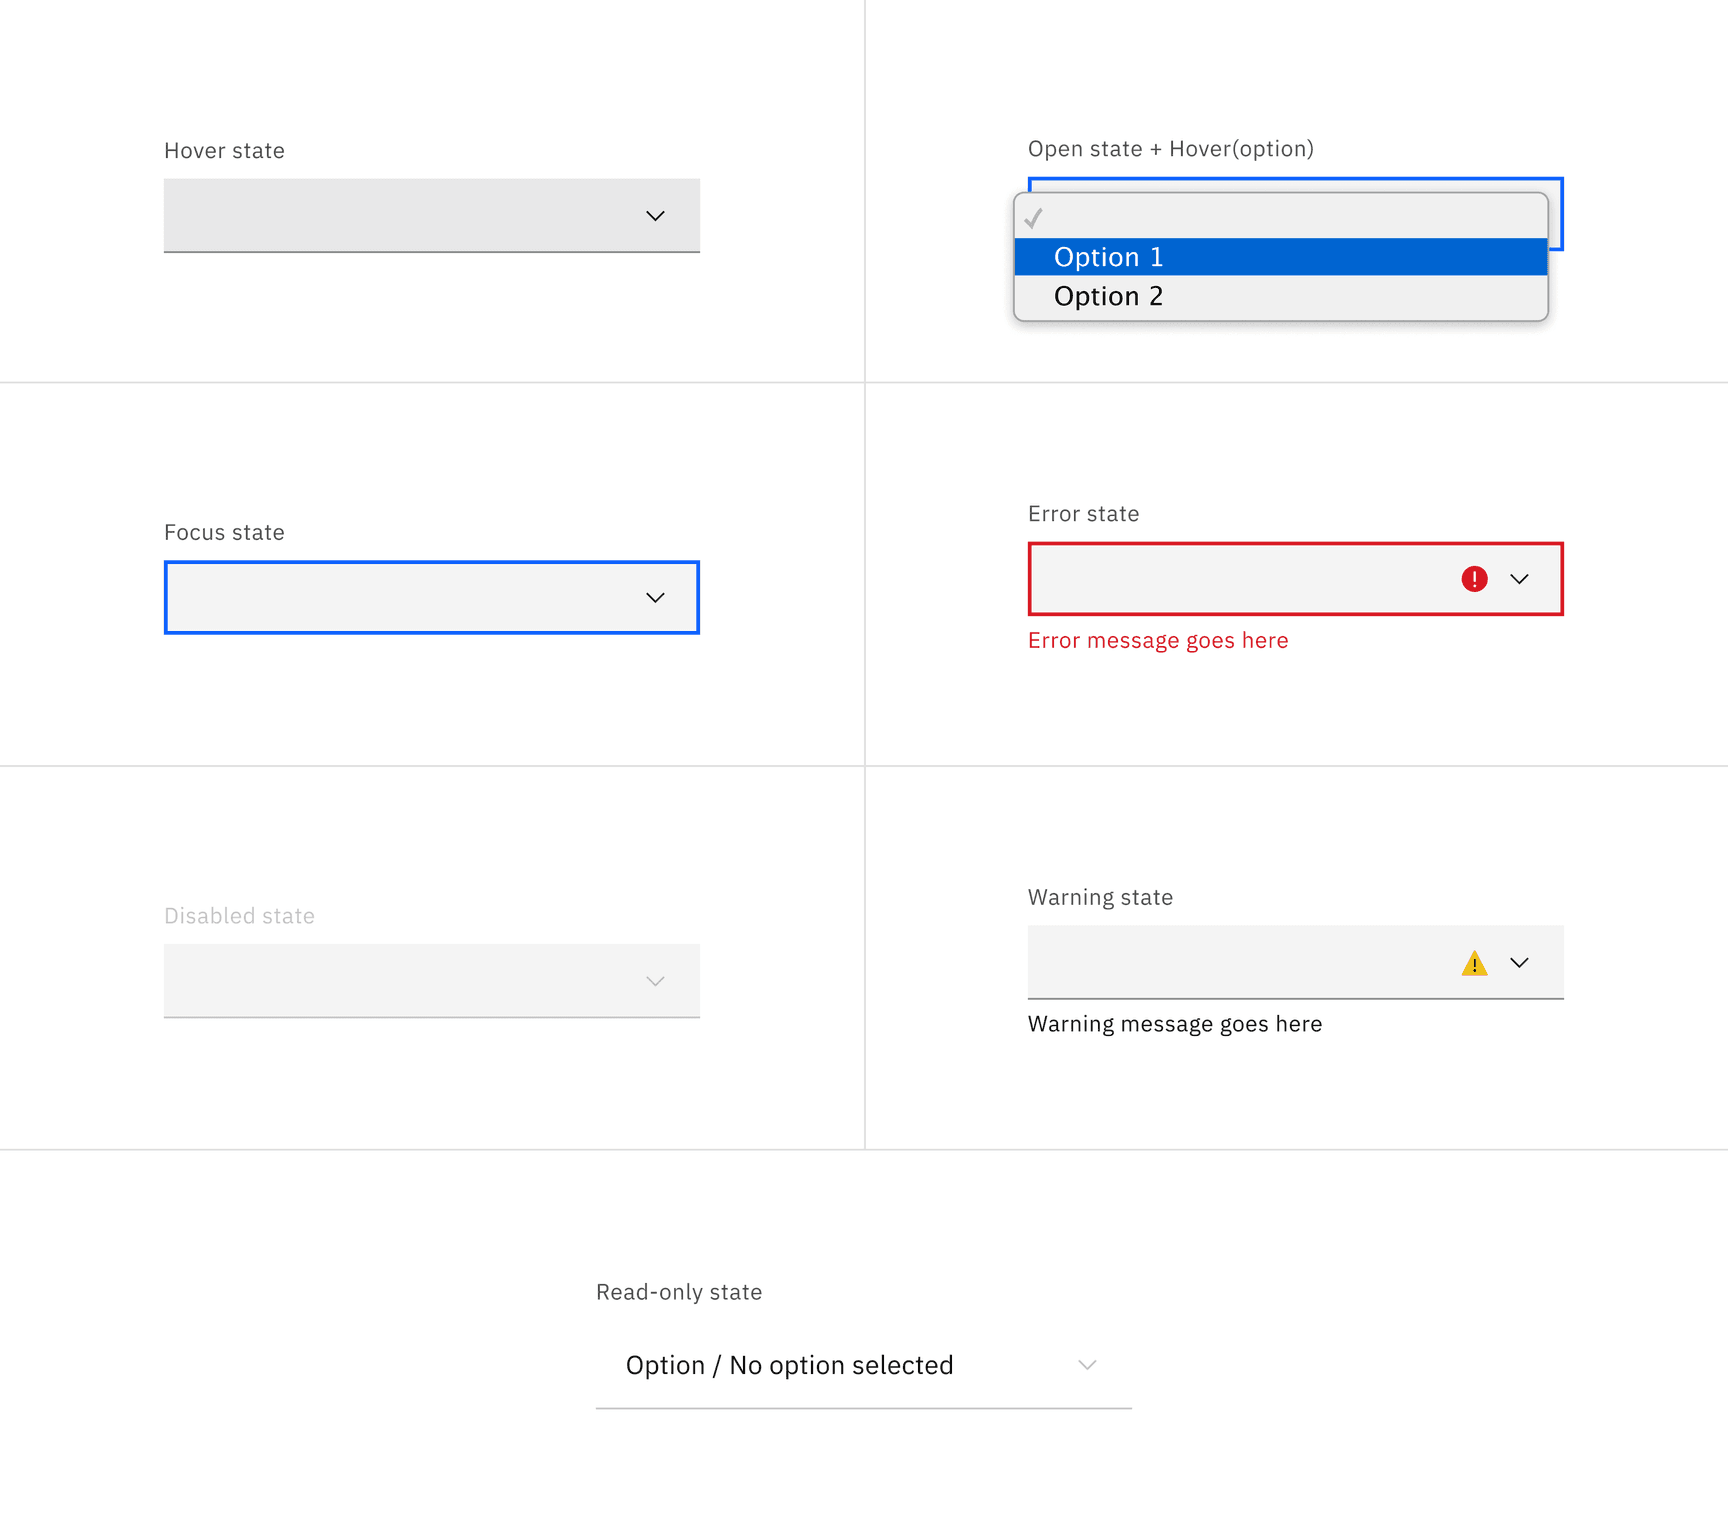 Hover state
Open state + Hover(option)
Option 1
Option 2
Focus state
Error state
Error message goes here
Disabled state
Warning state
Warning message goes here
Read-only state
Option / No option selected